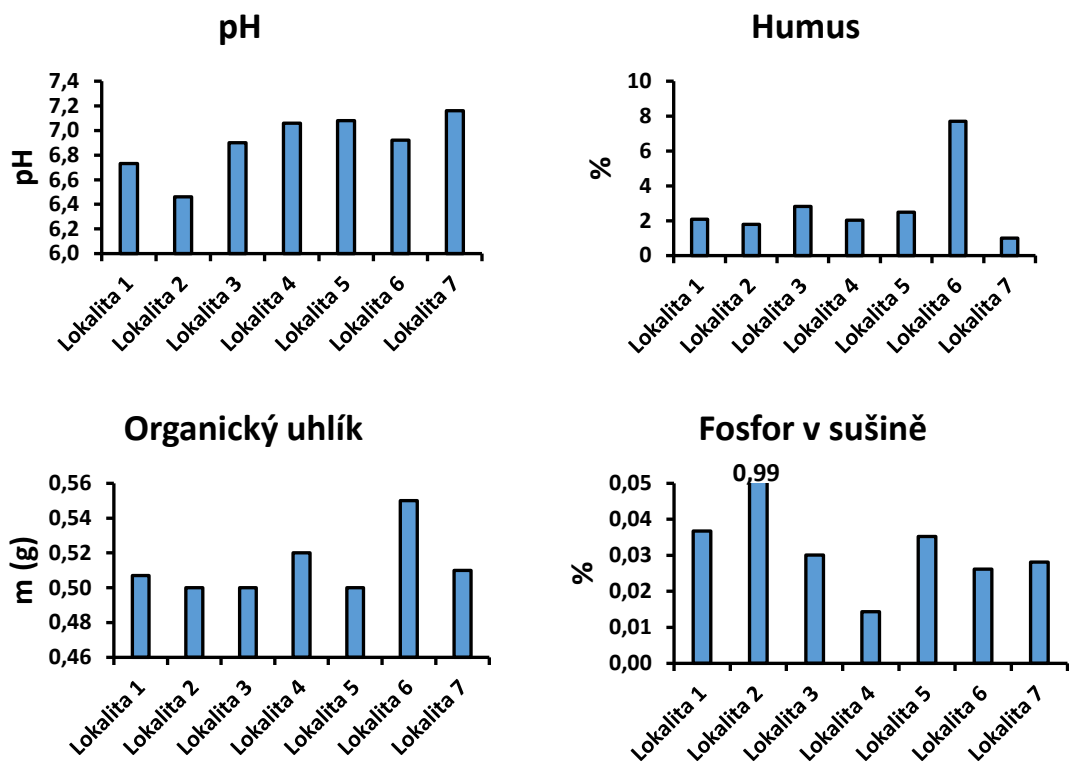 pH
pH
7,4
7,2
7,0
6,8
6,6
6,4
6,2
6,0
Lokalita 1
Lokalita 2
Lokalita 3
Lokalita 4
Lokalita 5
Lokalita 6
Lokalita 7
Humus
%
10
8
6
4
2
0
Lokalita 1
Lokalita 2
Lokalita 3
Lokalita 4
Lokalita 5
Lokalita 6
Lokalita 7
Organický uhlík
m (g)
0,56
0,54
0,52
0,50
0,48
0,46
Lokalita 1
Lokalita 2
Lokalita 3
Lokalita 4
Lokalita 5
Lokalita 6
Lokalita 7
Fosfor v sušině
%
0,99
0,05
0,04
0,03
0,02
0,01
0,00
Lokalita 1
Lokalita 2
Lokalita 3
Lokalita 4
Lokalita 5
Lokalita 6
Lokalita 7